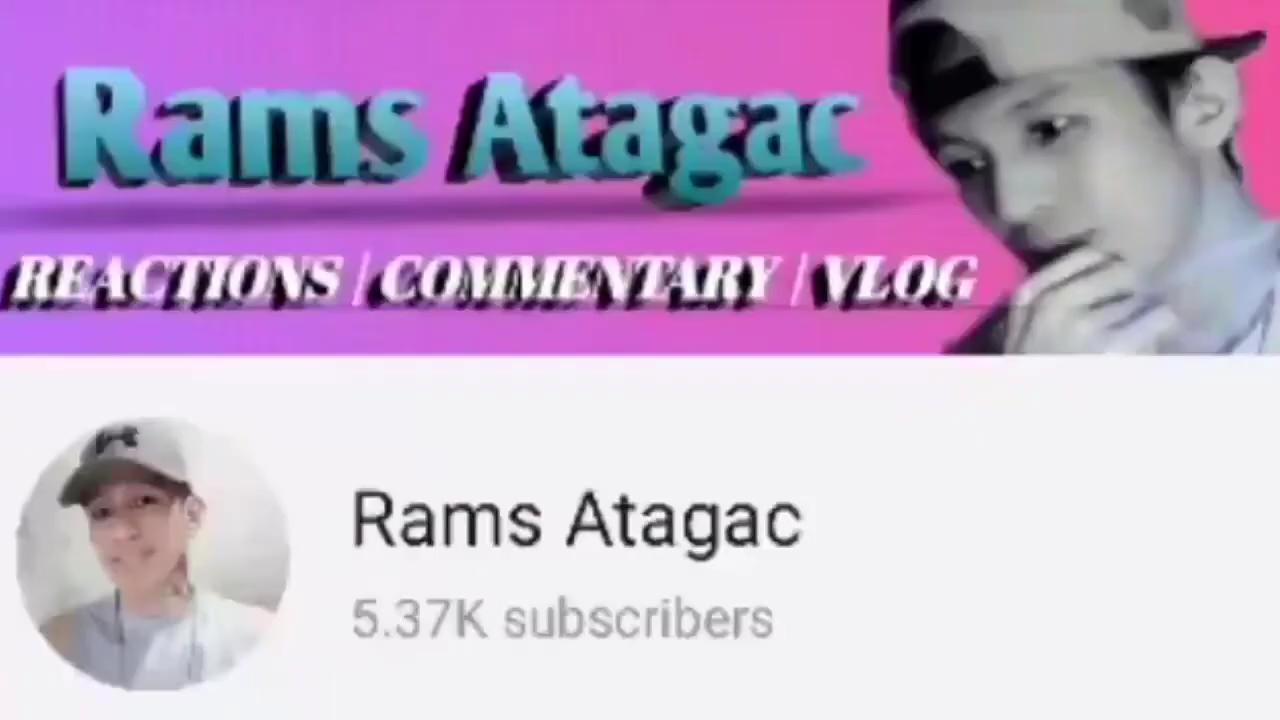 Rams Atagac
REACTIONS | COMMENTARY | VLOG
Rams Atagac
5.37K subscribers